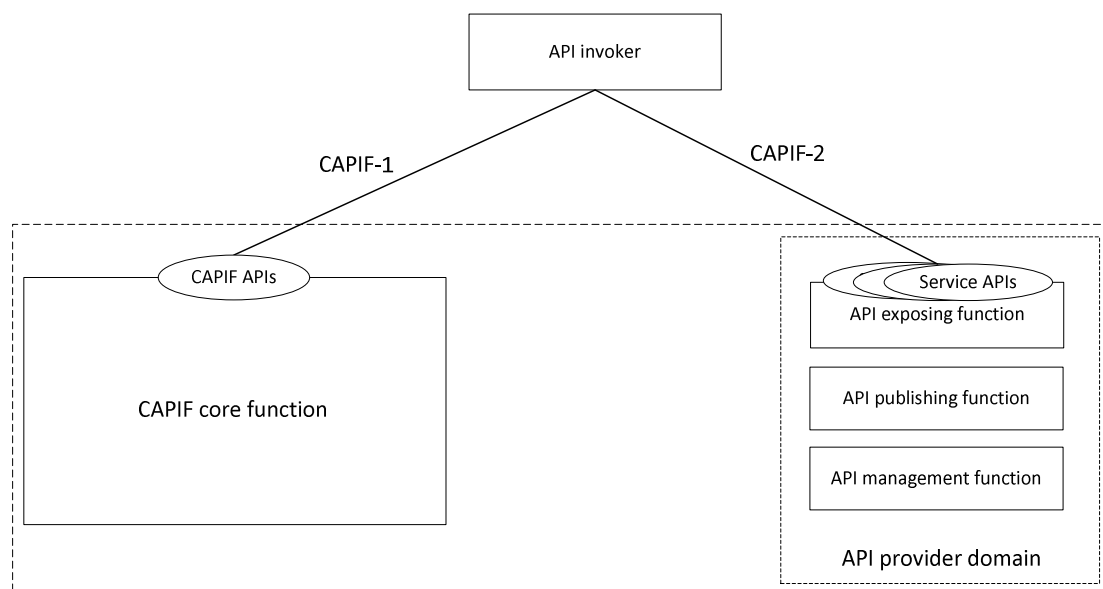 API invoker
CAPIF-1
CAPIF-2
CAPIF APIs
Service APIs
API exposing function
CAPIF core function
API publishing function
API management function
API provider domain